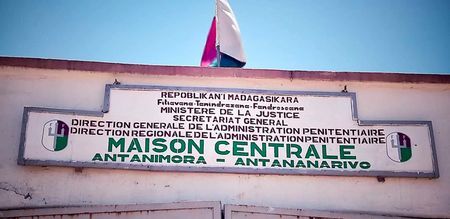 REPOBLIKAN'I MADAGASIKARA
Fitiavana-Tanindrazana-Fandrosoana
MINISTERE DE LA JUSTICE
SECRETARIAT GENERAL
DIRECTION GENERALE DE L'ADMINISTRATION PENITENTIAIRE
DIRECTION REGIONALE DE L'ADMINISTRATION PENITENTIAIRE
MAISON CENTRALE
ANTANIMORA - ANTANANARIVO